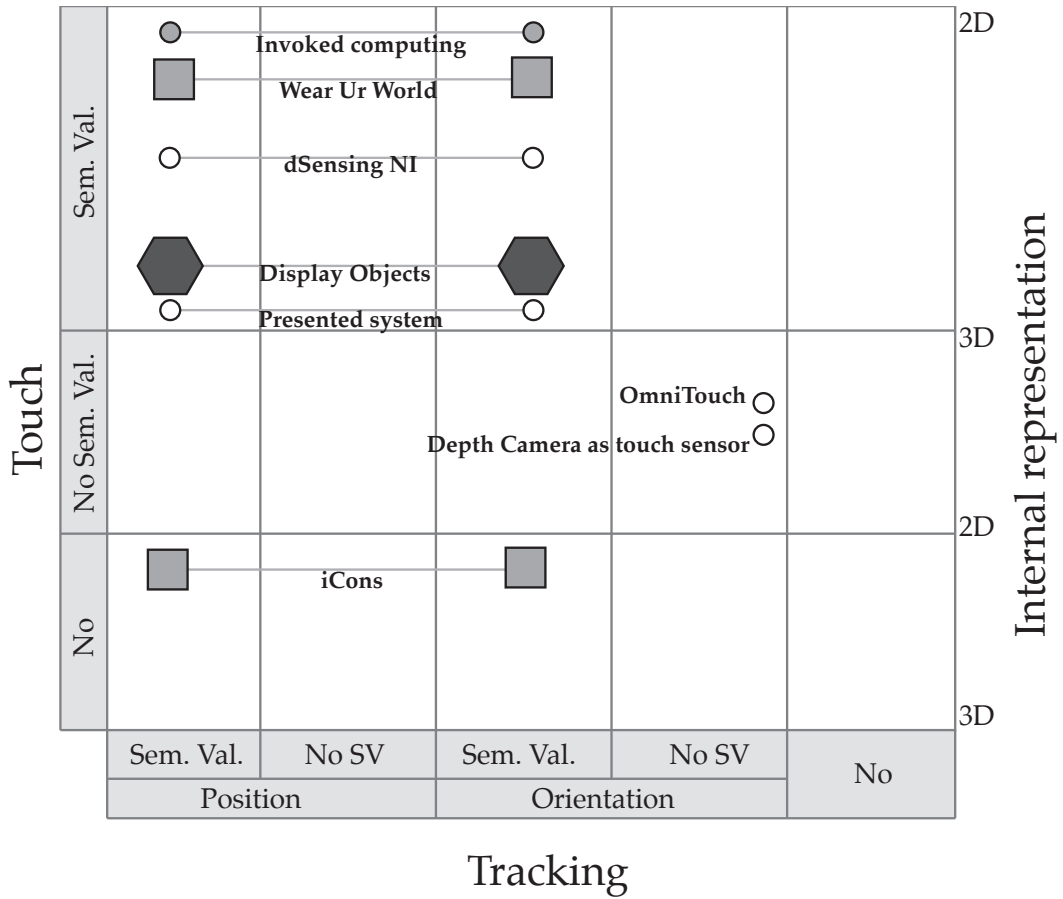 2D
Invoked computing
Wear Ur World
Sem. Val.
dSensing NI
Display Objects
Presented system
3D
Touch
No Sem. Val.
OmniTouch
Depth Camera as touch sensor
Internal representation
2D
iCons
No
3D
Sem. Val.
No SV
Sem. Val.
No SV
No
Position
Orientation
Tracking